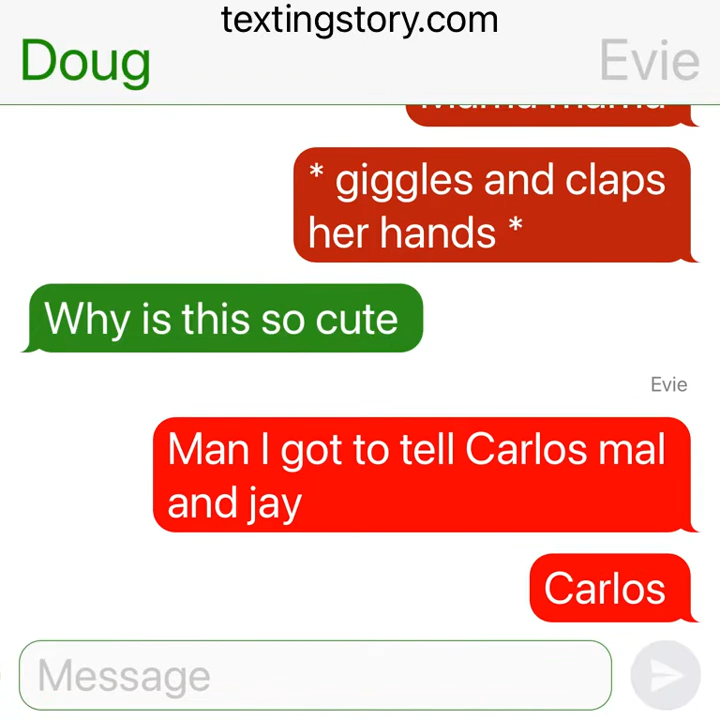 textingstory.com
Doug
Evie
* giggles and claps
her hands *
Why is this so cute
Evie
Man I got to tell Carlos mal
and jay
Carlos
Message